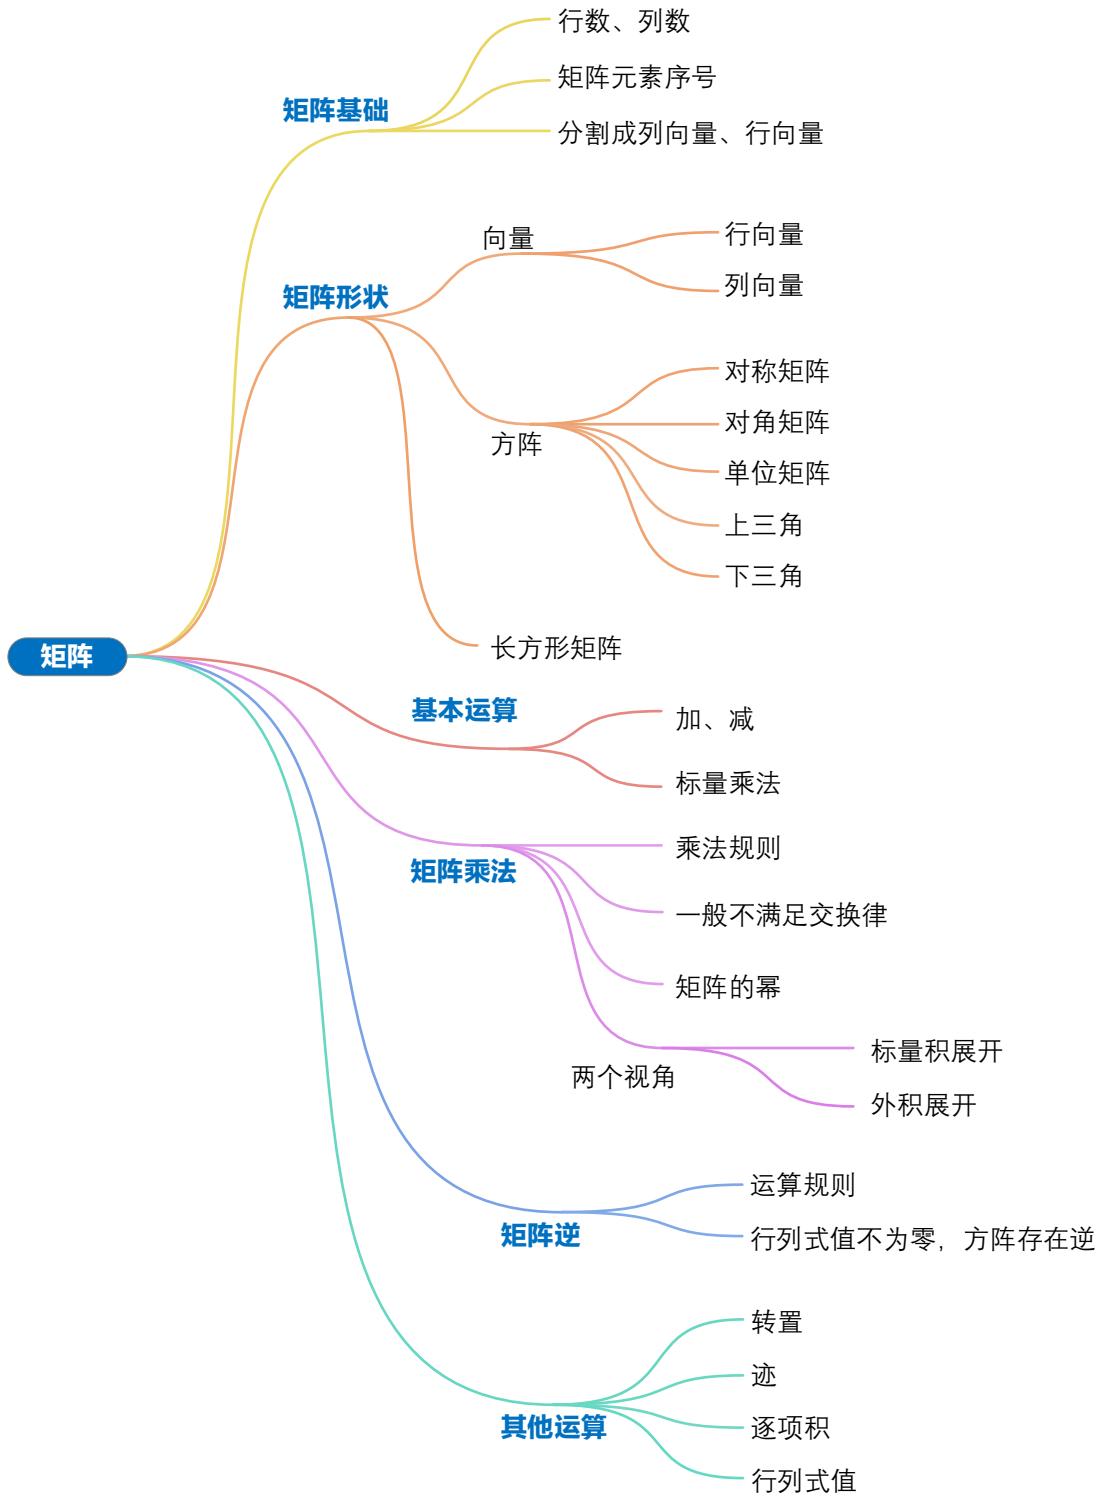 矩阵
矩阵基础
行数、列数
矩阵元素序号
分割成列向量、行向量
矩阵形状
向量
行向量
列向量
方阵
对称矩阵
对角矩阵
单位矩阵
上三角
下三角
长方形矩阵
基本运算
加、减
标量乘法
矩阵乘法
乘法规则
一般不满足交换律
矩阵的幂
两个视角
标量积展开
外积展开
矩阵逆
运算规则
行列式值不为零，方阵存在逆
其他运算
转置
迹
逐项积
行列式值